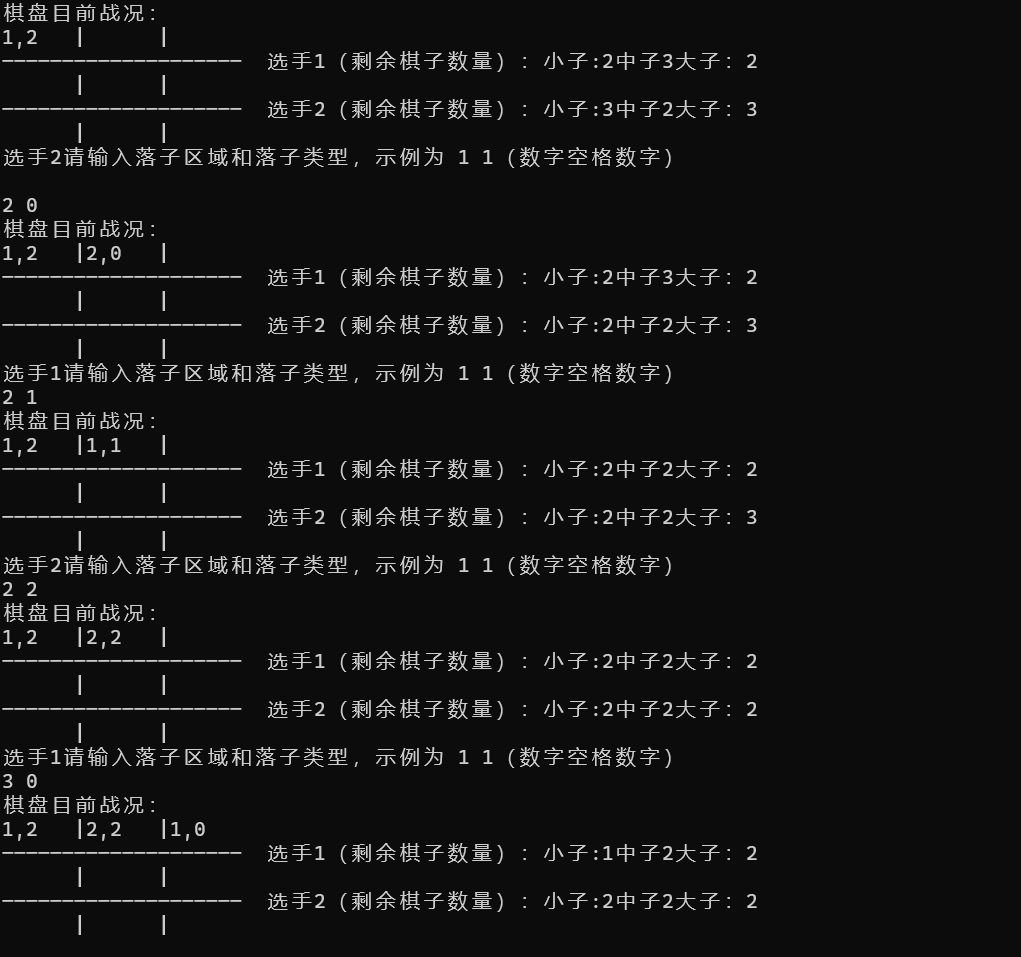 棋盘目前战况：
1,2   |      |
--------------------  选手1（剩余棋子数量）：小子:2中子3大子：2
      |      |
--------------------  选手2（剩余棋子数量）：小子:3中子2大子：3
      |      |
选手2请输入落子区域和落子类型，示例为 1 1（数字空格数字）
2 0
棋盘目前战况：
1,2   |2,0   |
--------------------  选手1（剩余棋子数量）：小子:2中子3大子：2
      |      |
--------------------  选手2（剩余棋子数量）：小子:2中子2大子：3
      |      |
选手1请输入落子区域和落子类型，示例为 1 1（数字空格数字）
2 1
棋盘目前战况：
1,2   |1,1   |
--------------------  选手1（剩余棋子数量）：小子:2中子2大子：2
      |      |
--------------------  选手2（剩余棋子数量）：小子:2中子2大子：3
      |      |
选手2请输入落子区域和落子类型，示例为 1 1（数字空格数字）
2 2
棋盘目前战况：
1,2   |2,2   |
--------------------  选手1（剩余棋子数量）：小子:2中子2大子：2
      |      |
--------------------  选手2（剩余棋子数量）：小子:2中子2大子：2
      |      |
选手1请输入落子区域和落子类型，示例为 1 1（数字空格数字）
3 0
棋盘目前战况：
1,2   |2,2   |1,0
--------------------  选手1（剩余棋子数量）：小子:1中子2大子：2
      |      |
--------------------  选手2（剩余棋子数量）：小子:2中子2大子：2
      |      |